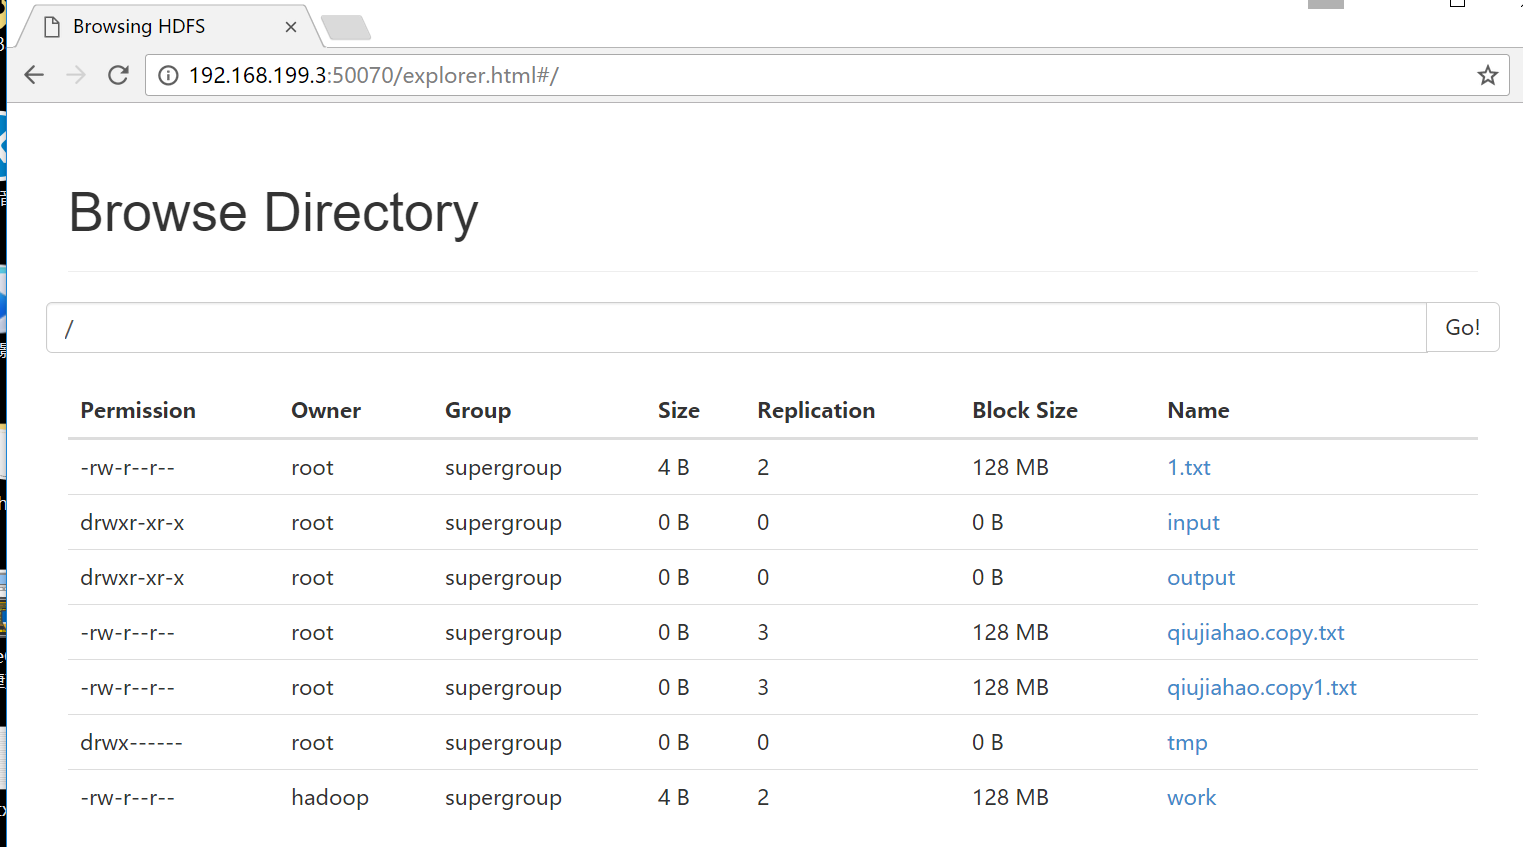 Browsing HDFS
192.168.199.3:50070/explorer.html#/
Browse Directory
/ Go!
Permission Owner Group Size Replication Block Size Name
-rw-r--r-- root supergroup 4 B 2 128 MB 1.txt
drwxr-xr-x root supergroup 0 B 0 0 B input
drwxr-xr-x root supergroup 0 B 0 0 B output
-rw-r--r-- root supergroup 0 B 3 128 MB qiujiahao.copy.txt
-rw-r--r-- root supergroup 0 B 3 128 MB qiujiahao.copy1.txt
drwx------ root supergroup 0 B 0 0 B tmp
-rw-r--r-- hadoop supergroup 4 B 2 128 MB work